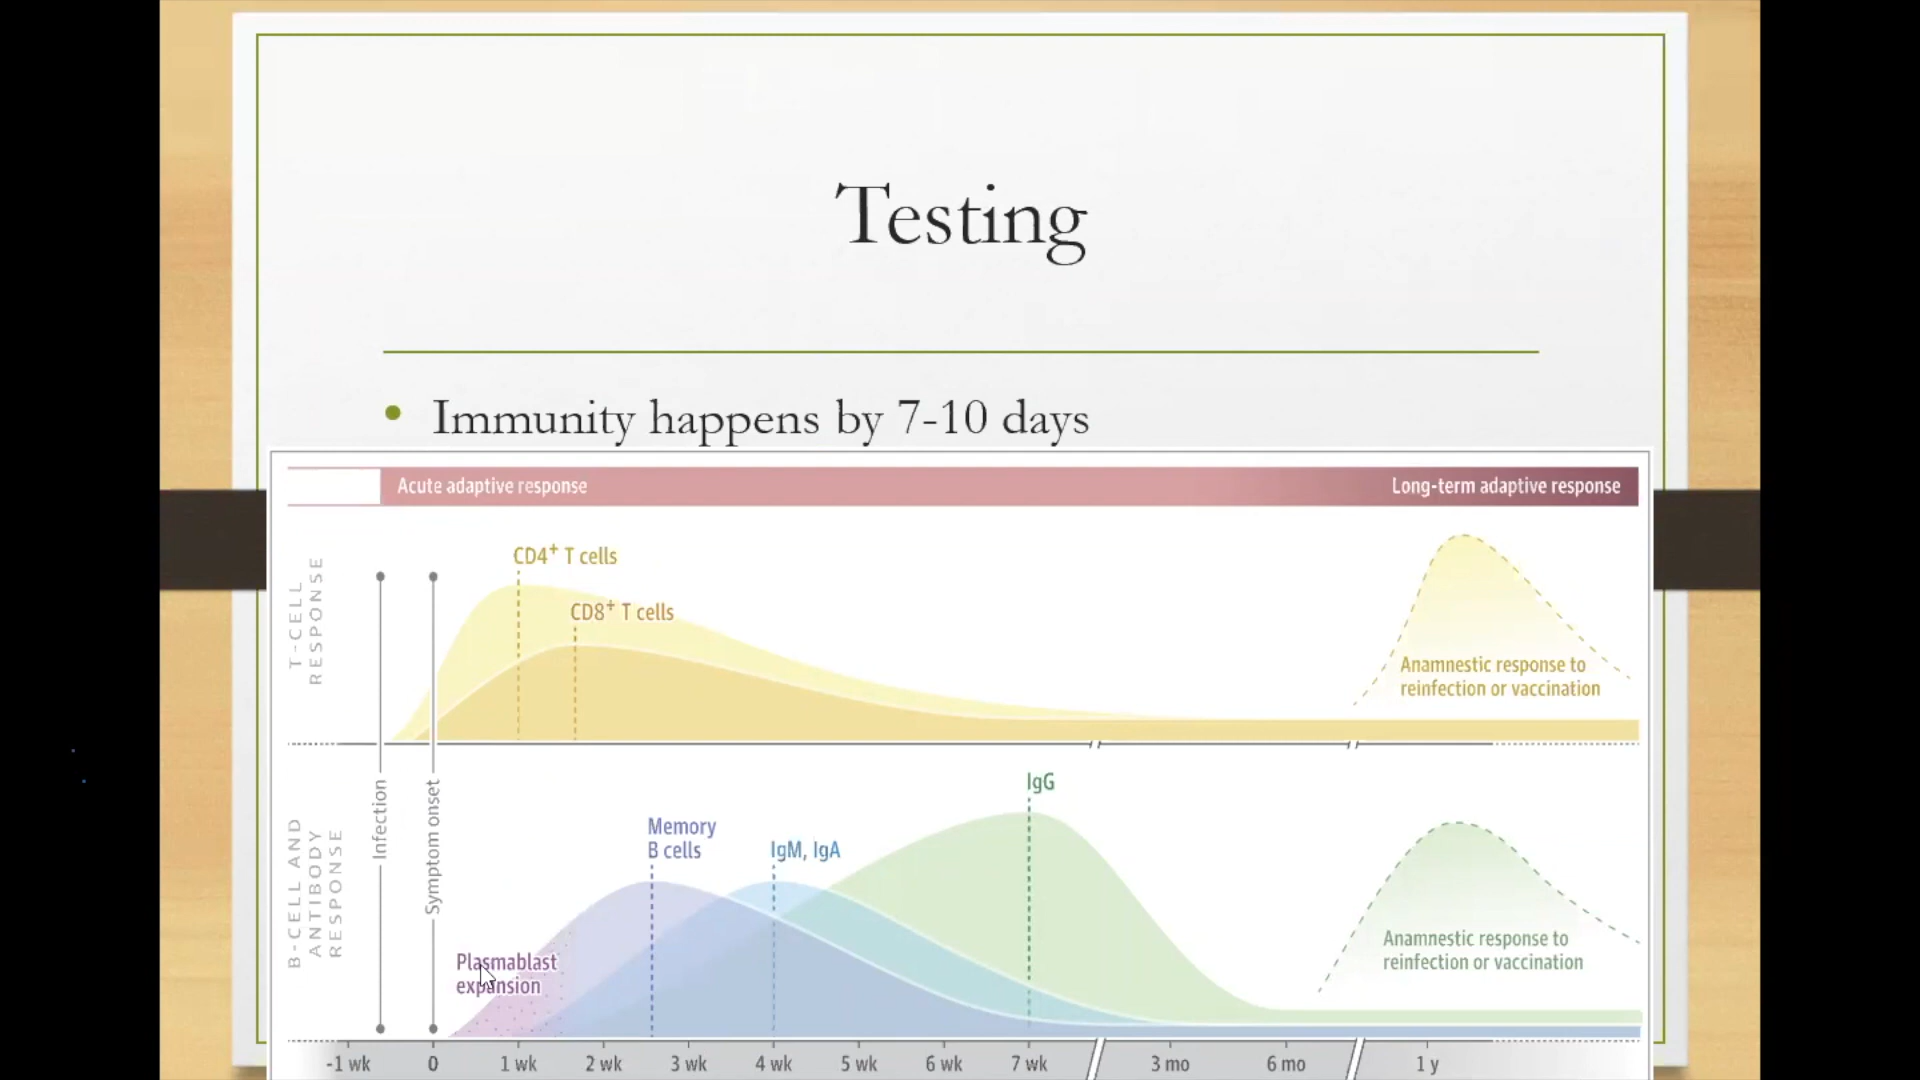 Testing
Immunity happens by 7-10 days
Acute adaptive response
Long-term adaptive response
T-CELL
RESPONSE
CD4+ T cells
CD8+ T cells
Anamnestic response to
reinfection or vaccination
Infection
Symptom onset
B-CELL AND
ANTIBODY
RESPONSE
Plasmablast
expansion
Memory
B cells
IgM, IgA
IgG
Anamnestic response to
reinfection or vaccination
-1 wk 0 1 wk 2 wk 3 wk 4 wk 5 wk 6 wk 7 wk 3 mo 6 mo 1 y